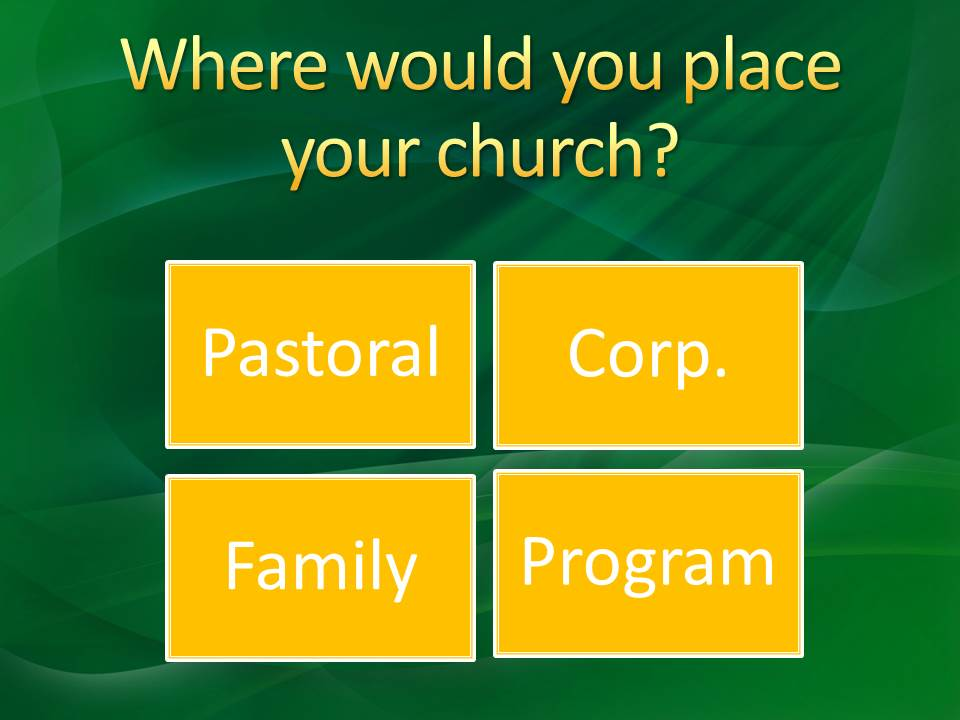 Where would you place
your church?
Pastoral
Corp.
Family
Program